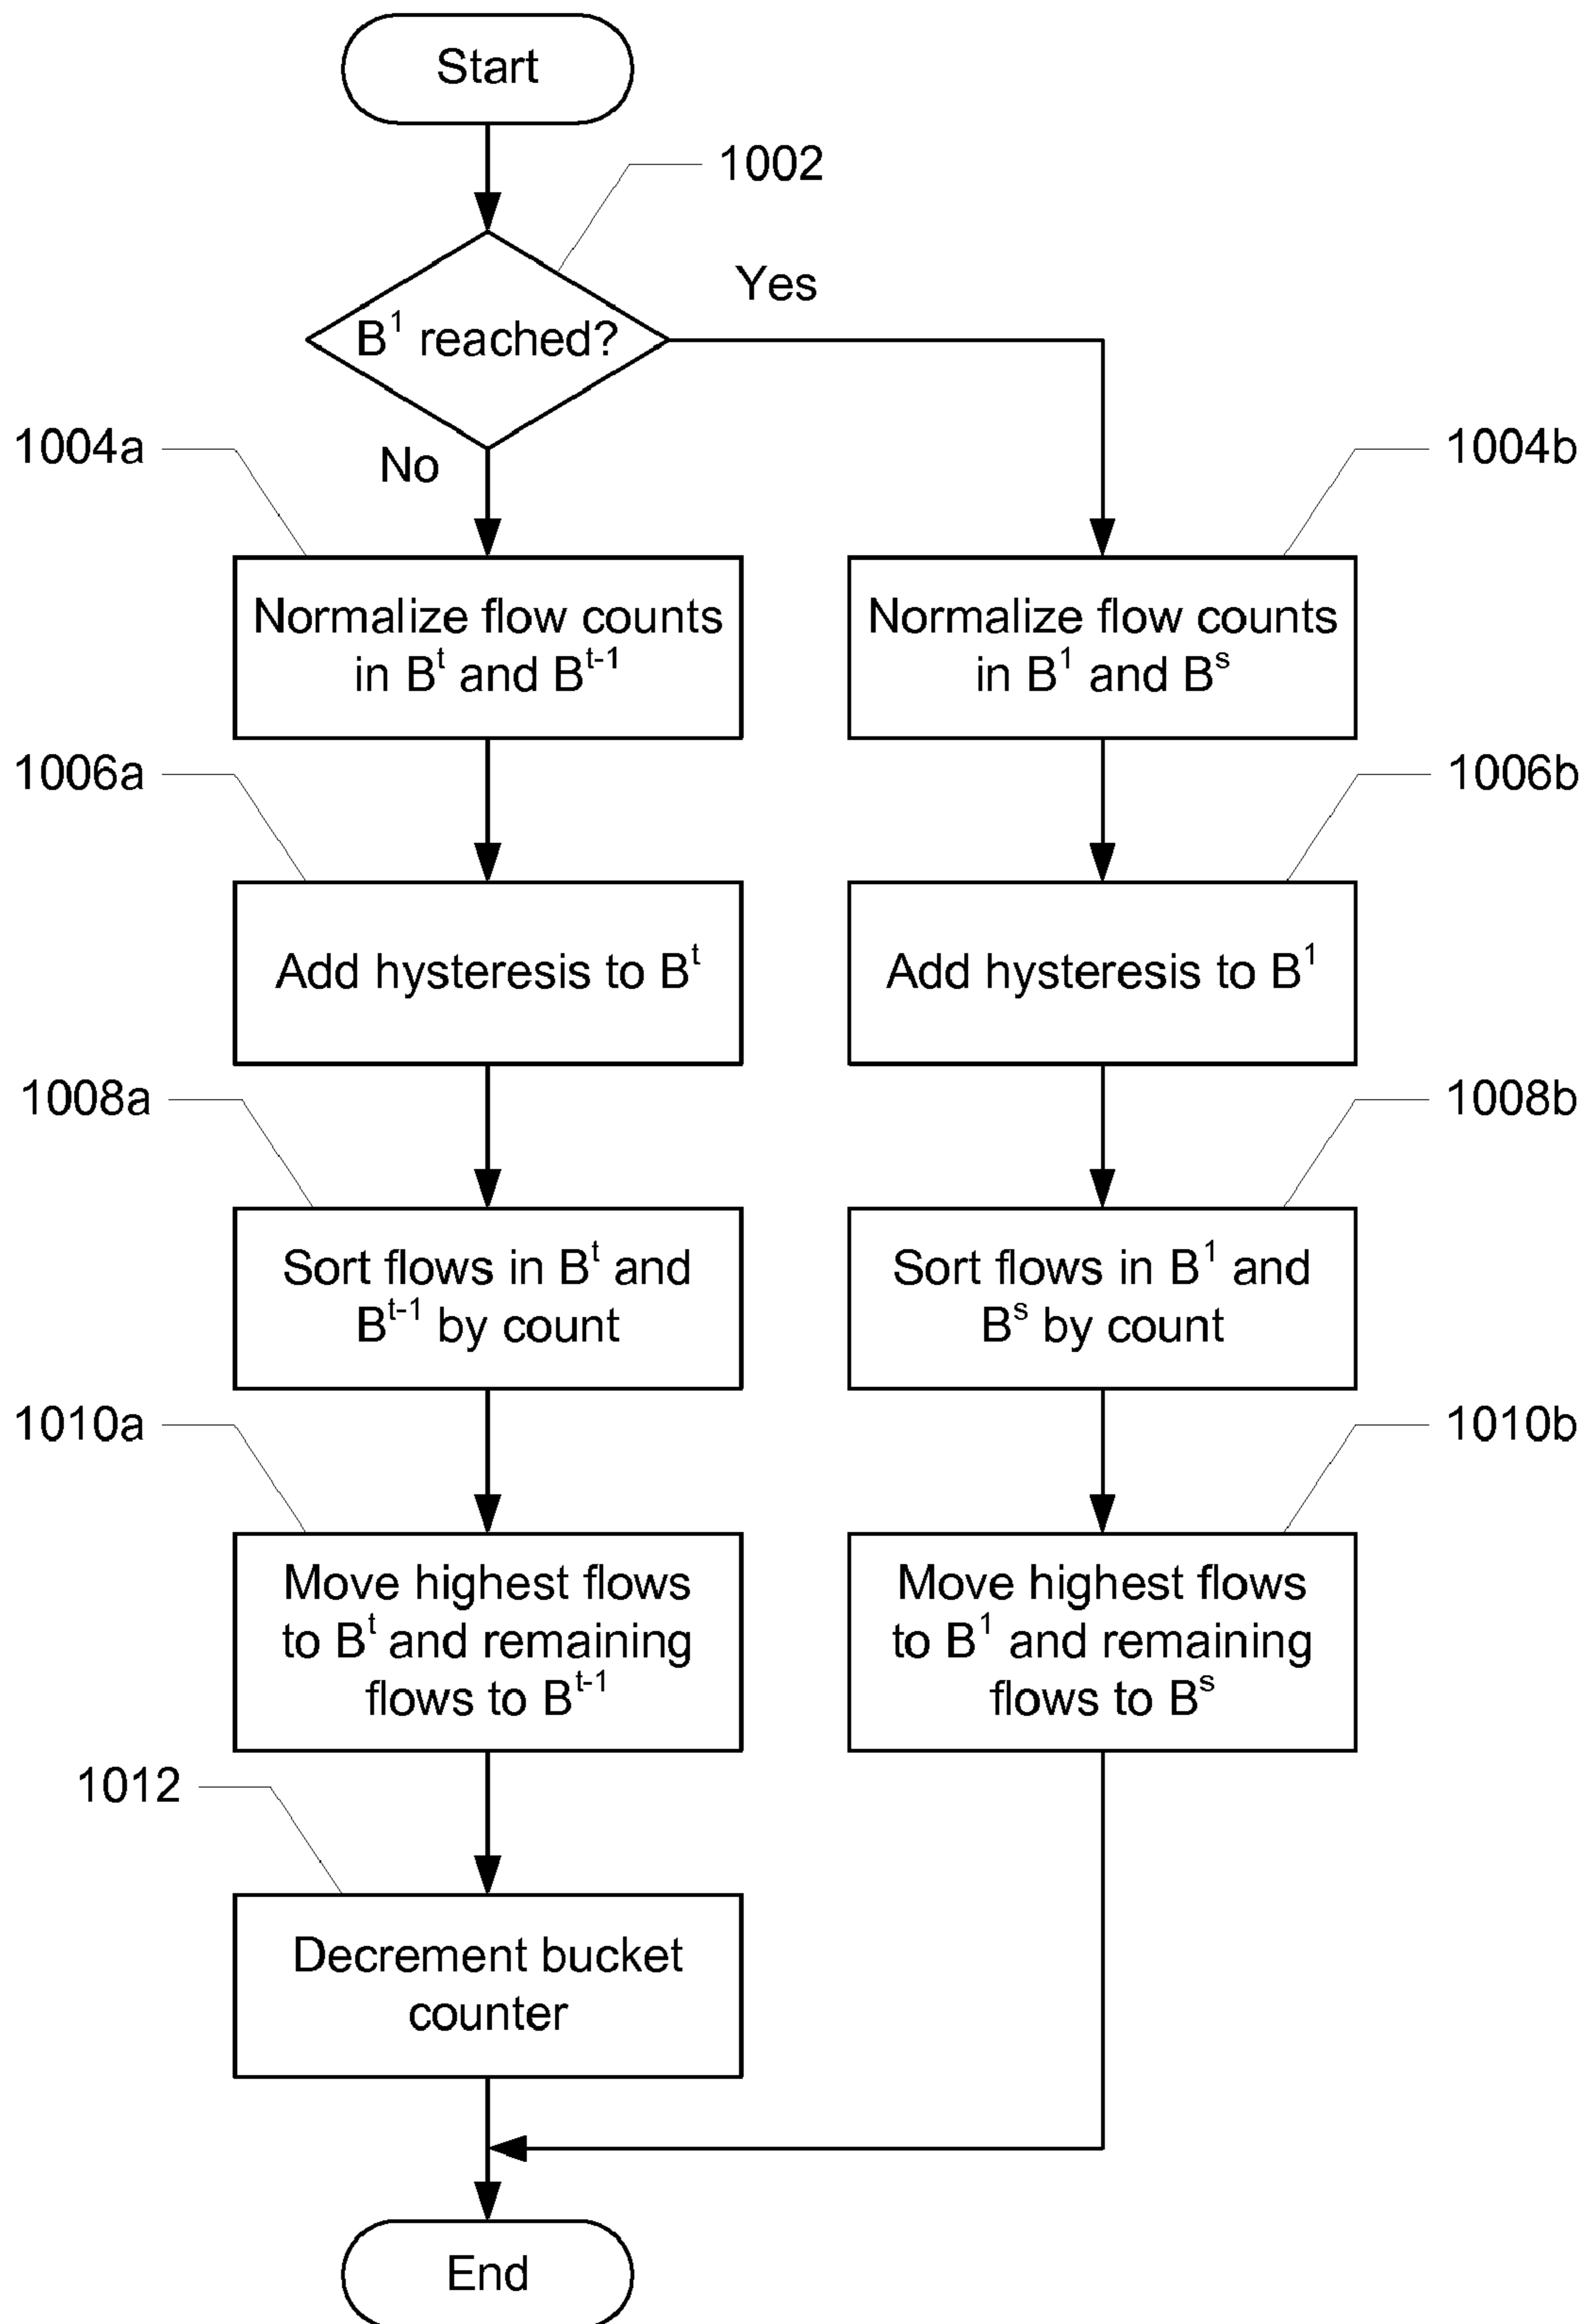 Start
1002
Yes
B¹ reached?
1004a
No
1004b
Normalize flow counts
in Bᵗ and Bᵗ⁻¹
Normalize flow counts
in B¹ and Bˢ
1006a
1006b
Add hysteresis to Bᵗ
Add hysteresis to B¹
1008a
1008b
Sort flows in Bᵗ and
Bᵗ⁻¹ by count
Sort flows in B¹ and
Bˢ by count
1010a
1010b
Move highest flows
to Bᵗ and remaining
flows to Bᵗ⁻¹
Move highest flows
to B¹ and remaining
flows to Bˢ
1012
Decrement bucket
counter
End